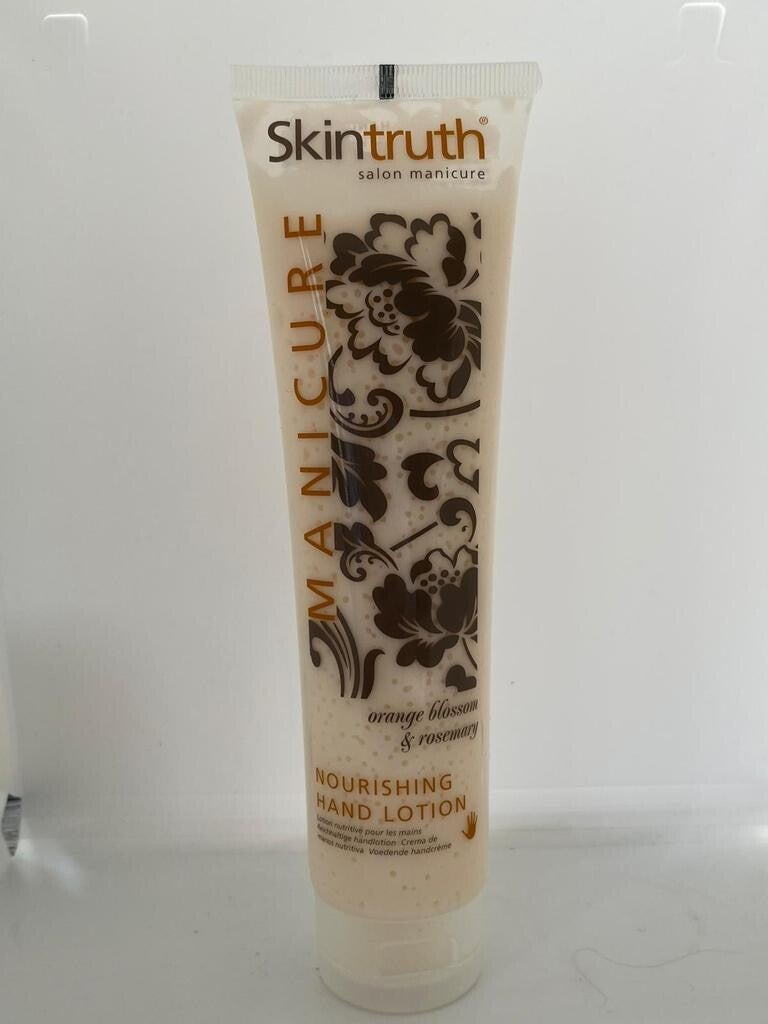 Skintruth®
salon manicure
MANICURE
orange blossom
& rosemary
NOURISHING
HAND LOTION
Lotion nutritive pour les mains
Reichhaltige handlotion Crema de
manos nutritiva Voedende handcrème